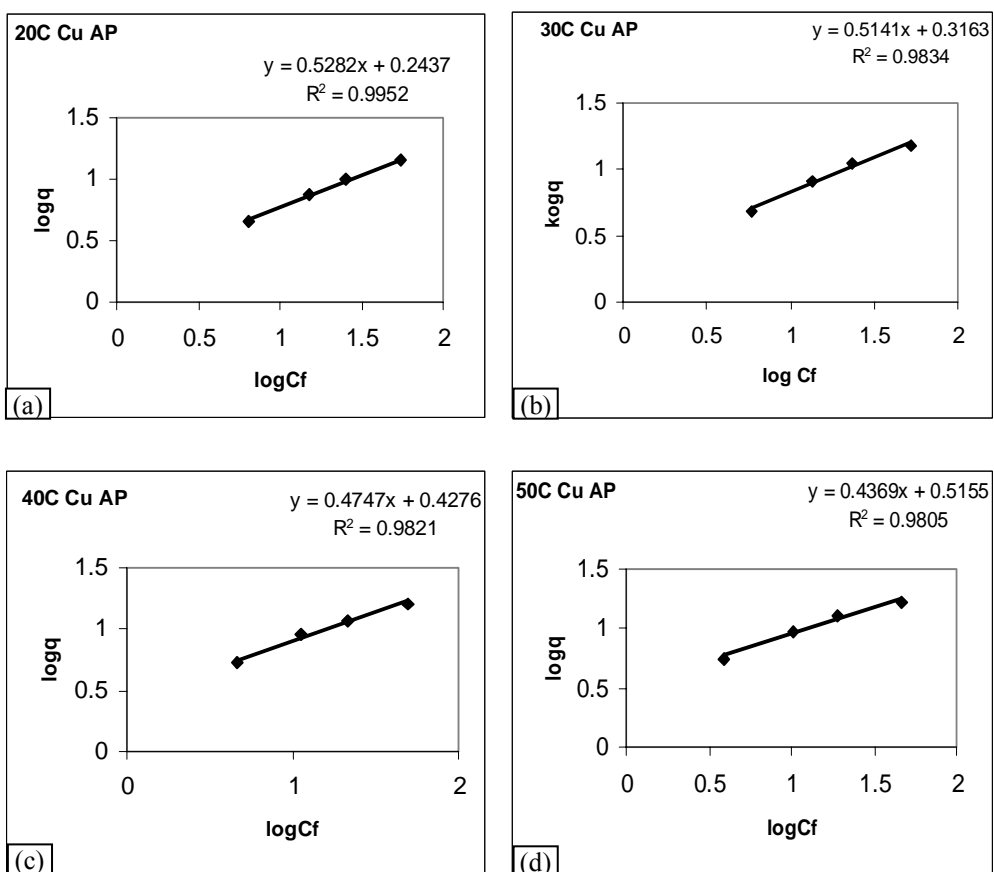 20C Cu AP
y = 0.5282x + 0.2437
R² = 0.9952
1.5
1
0.5
0
logq
0 0.5 1 1.5 2
logCf
(a)
30C Cu AP
y = 0.5141x + 0.3163
R² = 0.9834
1.5
1
0.5
0
kogq
0 0.5 1 1.5 2
log Cf
(b)
40C Cu AP
y = 0.4747x + 0.4276
R² = 0.9821
1.5
1
0.5
0
logq
0 1 2
logCf
(c)
50C Cu AP
y = 0.4369x + 0.5155
R² = 0.9805
1.5
1
0.5
0
logq
0 0.5 1 1.5 2
logCf
(d)